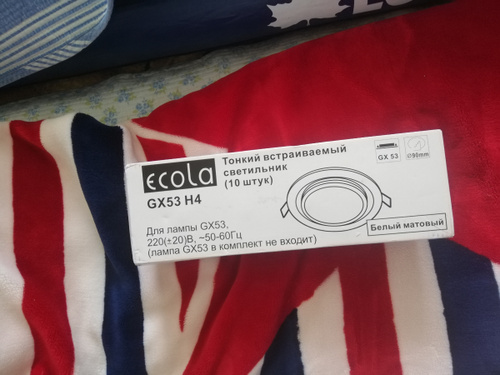 ecola
GX53 H4
Тонкий встраиваемый
светильник
(10 штук)
GX 53
Ø90mm
Для лампы GX53,
220(±20)В, ~50-60Гц
(лампа GX53 в комплект не входит)
Белый матовый